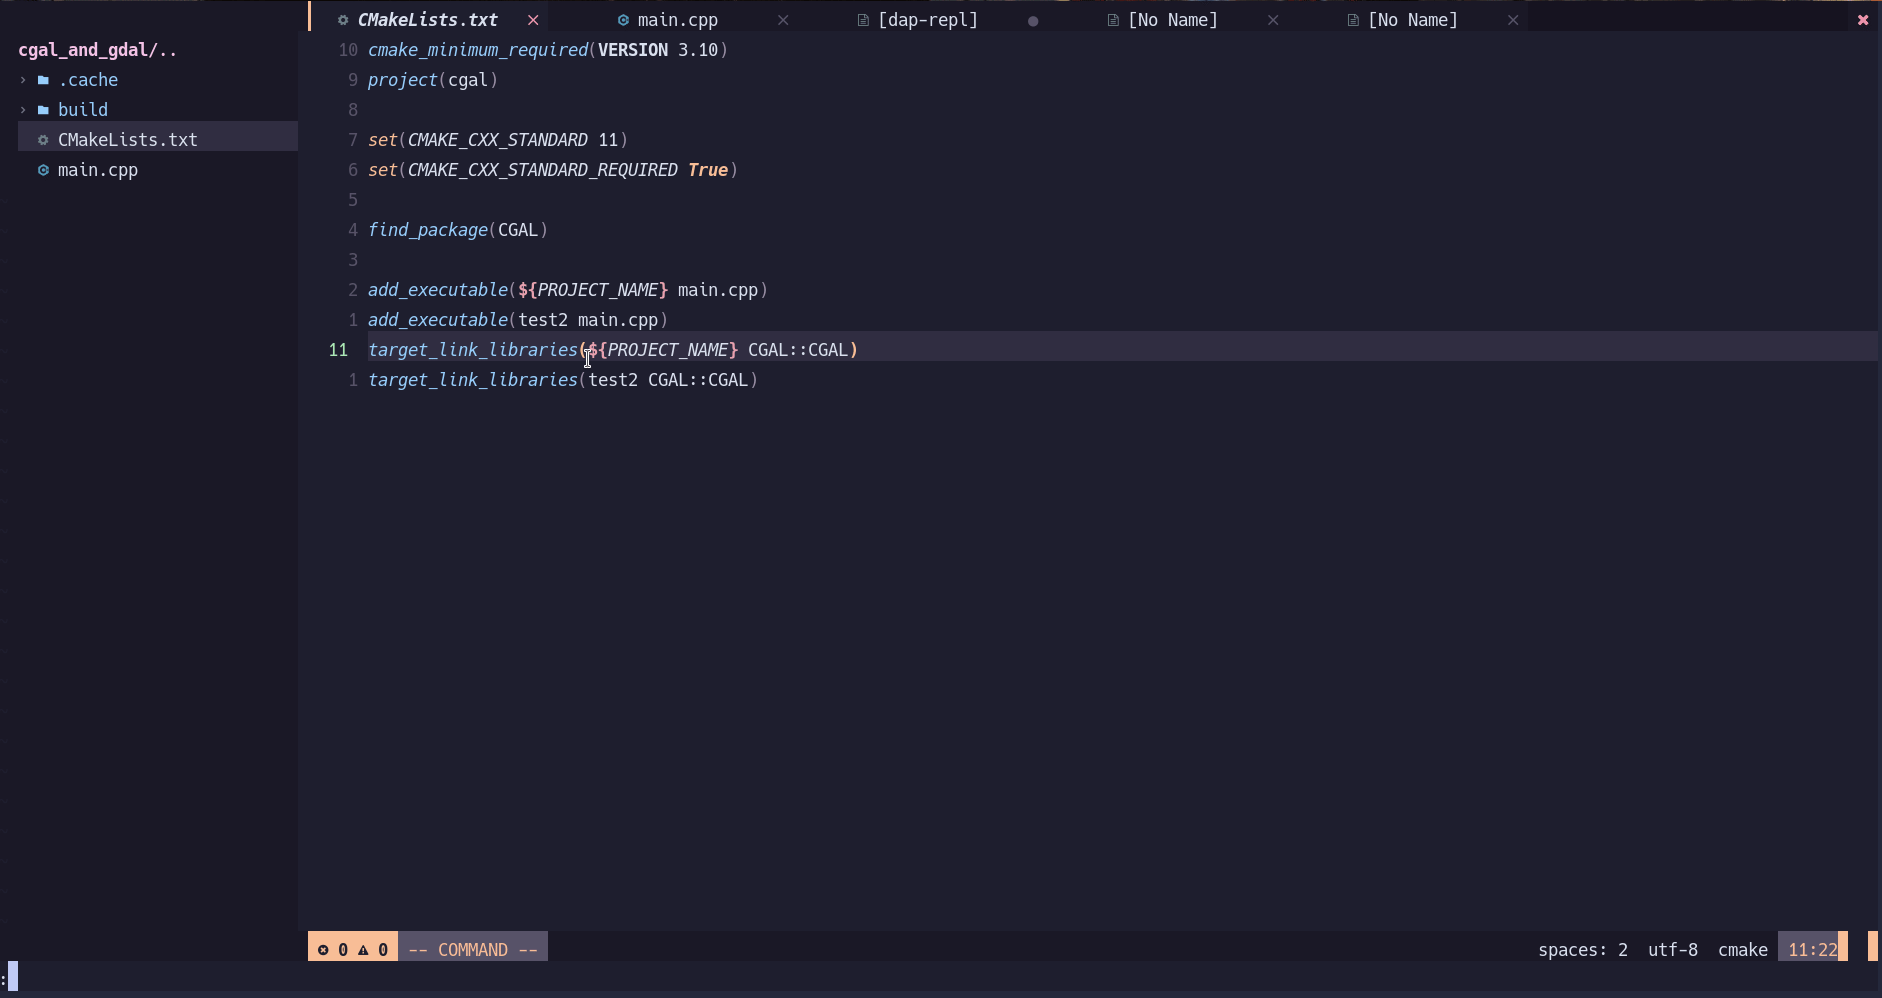 CMakeLists.txt main.cpp [dap-repl] [No Name] [No Name]
cgal_and_gdal/..
.cache
build
CMakeLists.txt
main.cpp
10 cmake_minimum_required(VERSION 3.10)
9 project(cgal)
8
7 set(CMAKE_CXX_STANDARD 11)
6 set(CMAKE_CXX_STANDARD_REQUIRED True)
5
4 find_package(CGAL)
3
2 add_executable(${PROJECT_NAME} main.cpp)
1 add_executable(test2 main.cpp)
11 target_link_libraries(${PROJECT_NAME} CGAL::CGAL)
1 target_link_libraries(test2 CGAL::CGAL)
0 0 -- COMMAND -- spaces: 2 utf-8 cmake 11:22
: